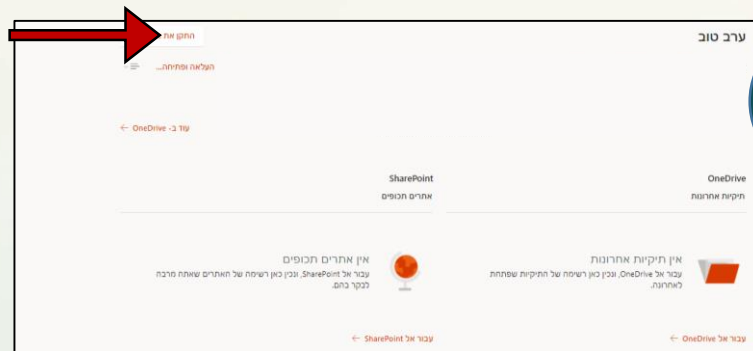 ערב טוב
התקן את
העלאה ופתיחה...
עוד ב- OneDrive ←
OneDrive
תיקיות אחרונות
SharePoint
אתרים תכופים
אין תיקיות אחרונות
עבור אל OneDrive, ונכין כאן רשימה של התיקיות שפתחת
לאחרונה.
אין אתרים תכופים
עבור אל SharePoint, ונכין כאן רשימה של האתרים שאתה מרבה
לבקר בהם.
עבור אל OneDrive ←
עבור אל SharePoint ←